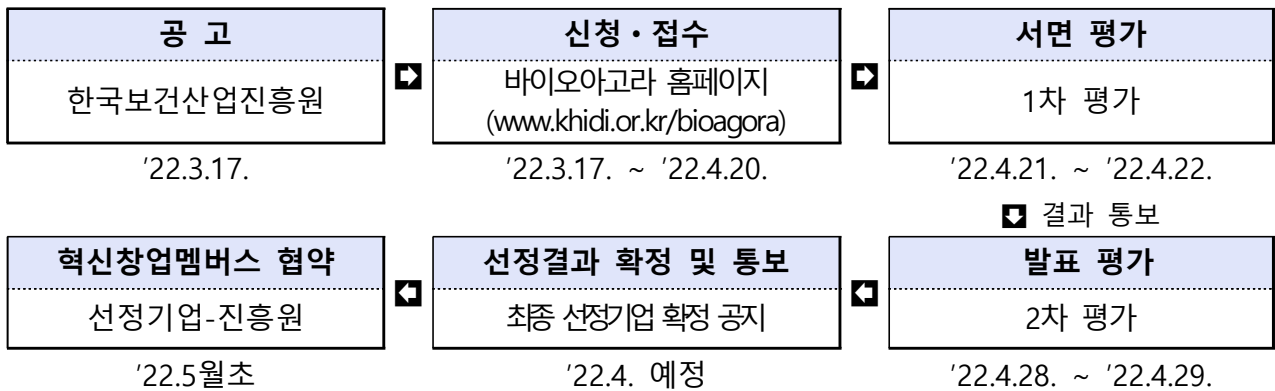 공 고
한국보건산업진흥원
'22.3.17.
신청・접수
바이오아고라 홈페이지
(www.khidi.or.kr/bioagora)
'22.3.17. ~ '22.4.20.
서면 평가
1차 평가
'22.4.21. ~ '22.4.22.
결과 통보
발표 평가
2차 평가
'22.4.28. ~ '22.4.29.
선정결과 확정 및 통보
최종 선정기업 확정 공지
'22.4. 예정
혁신창업멤버스 협약
선정기업-진흥원
'22.5월초